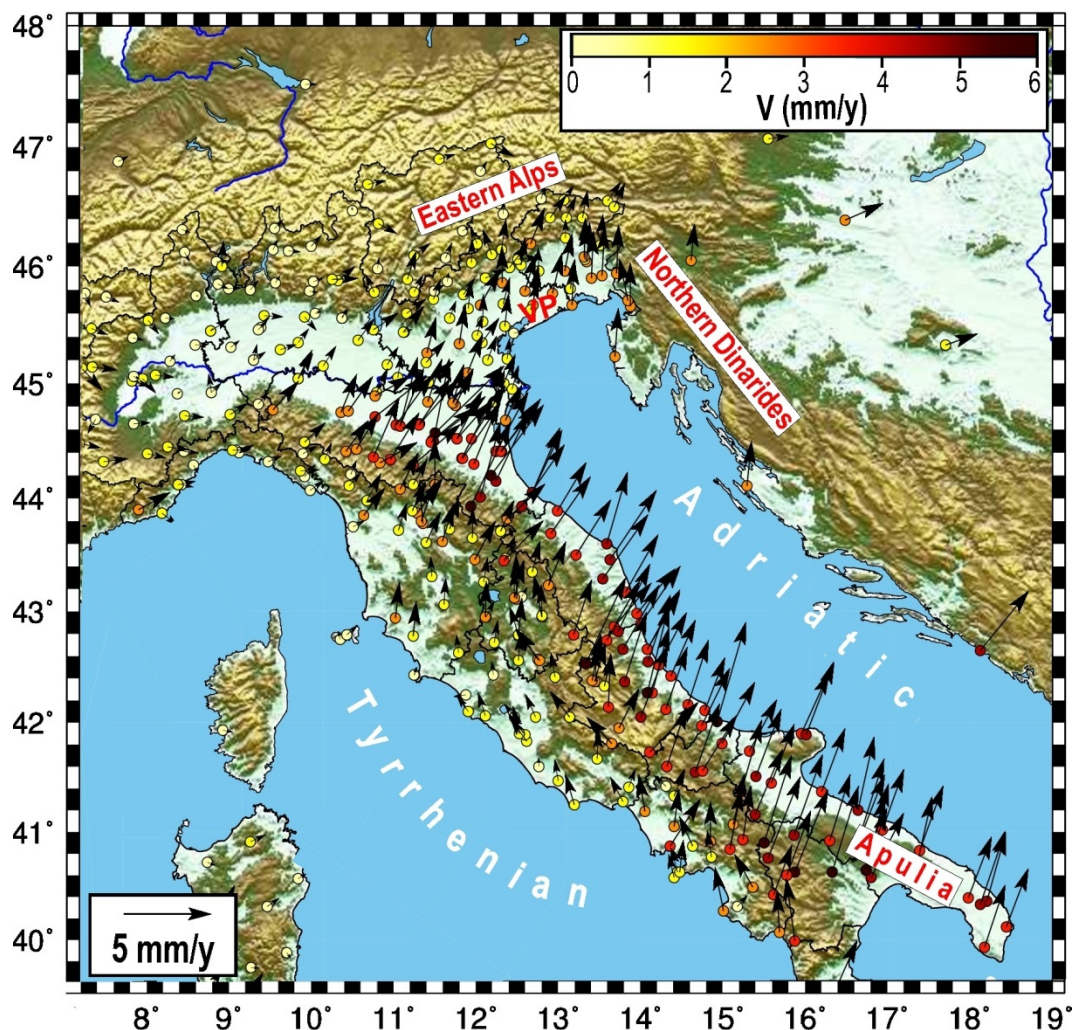 48
47°
46°
45°
44°
43°
42°
41°
40°
0 1 2 3 4 5 6
V (mm/y)
Eastern Alps
Northern Dinarides
VP
Adriatic
Tyrrhenian
Apulia
5 mm/y
8° 9° 10° 11° 12° 13° 14° 15° 16° 17° 18° 19°